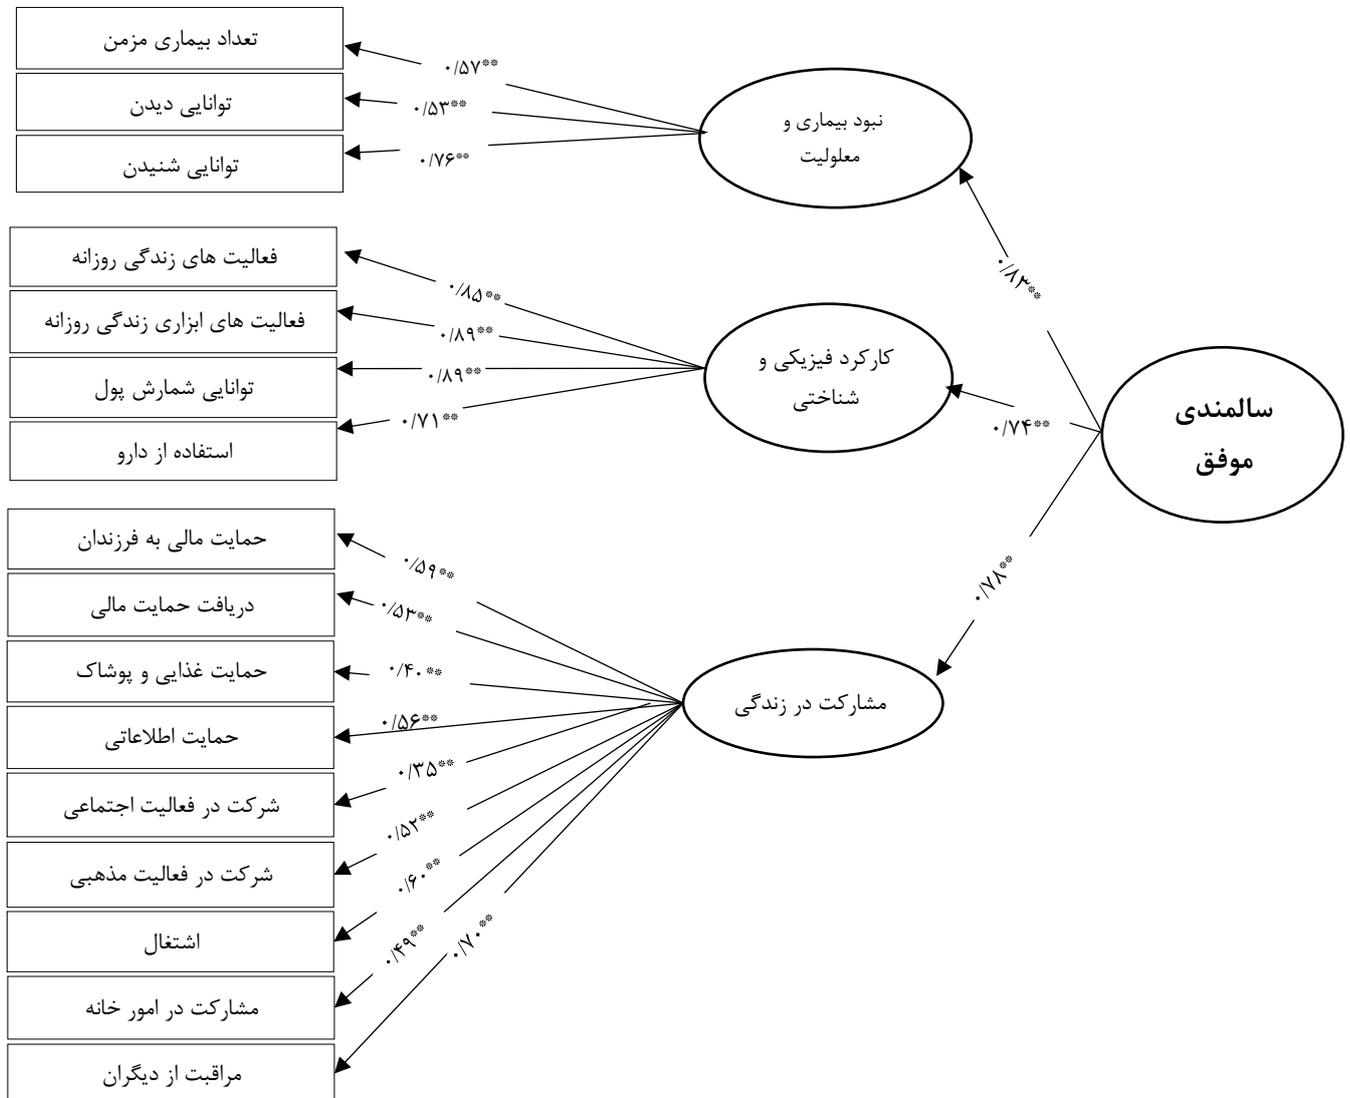 تعداد بیماری مزمن
۰/۵۷**
توانایی دیدن
۰/۵۳**
توانایی شنیدن
۰/۷۶**
نبود بیماری و
معلولیت
۰/۸۳**
فعالیت های زندگی روزانه
۰/۸۵**
فعالیت های ابزاری زندگی روزانه
۰/۸۹**
توانایی شمارش پول
۰/۸۹**
استفاده از دارو
۰/۷۱**
کارکرد فیزیکی و
شناختی
۰/۷۴**
سالمندی
موفق
حمایت مالی به فرزندان
۰/۵۹**
دریافت حمایت مالی
۰/۵۳**
حمایت غذایی و پوشاک
۰/۴۰**
حمایت اطلاعاتی
۰/۵۶**
شرکت در فعالیت اجتماعی
۰/۳۵**
شرکت در فعالیت مذهبی
۰/۵۲**
اشتغال
۰/۶۰**
مشارکت در امور خانه
۰/۴۹**
مراقبت از دیگران
۰/۷۰**
مشارکت در زندگی
۰/۷۸**